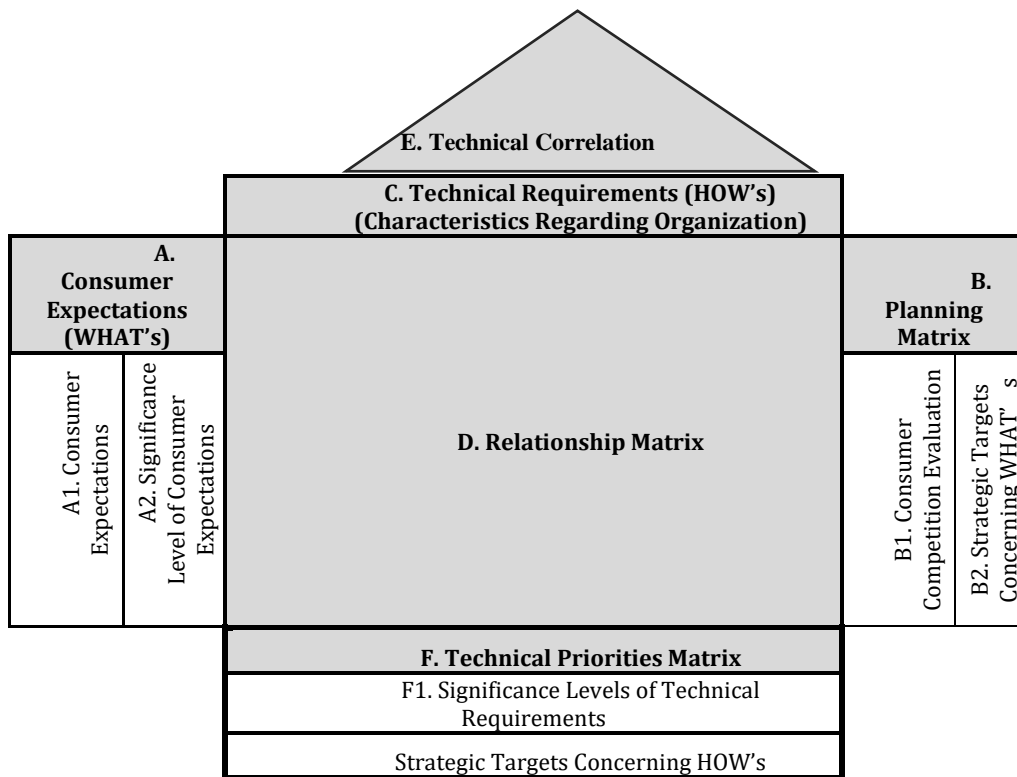 E. Technical Correlation
C. Technical Requirements (HOW's)
(Characteristics Regarding Organization)
A.
Consumer
Expectations
(WHAT's)
B.
Planning
Matrix
A1. Consumer
Expectations
A2. Significance
Level of Consumer
Expectations
D. Relationship Matrix
B1. Consumer
Competition Evaluation
B2. Strategic Targets
Concerning WHAT' s
F. Technical Priorities Matrix
F1. Significance Levels of Technical
Requirements
Strategic Targets Concerning HOW's